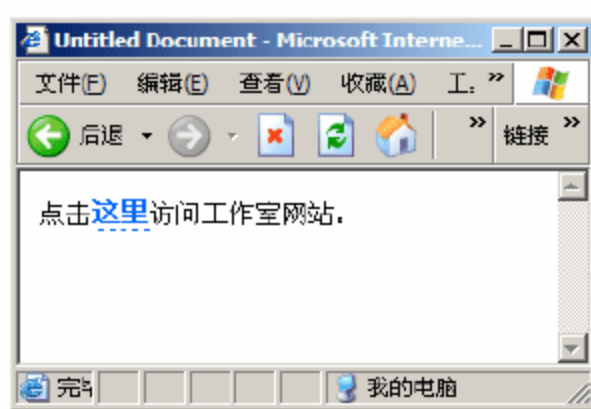 Untitled Document - Microsoft Interne...
文件(F) 编辑(E) 查看(V) 收藏(A) 工. »
后退 » 链接 »
点击这里访问工作室网站.
我的电脑